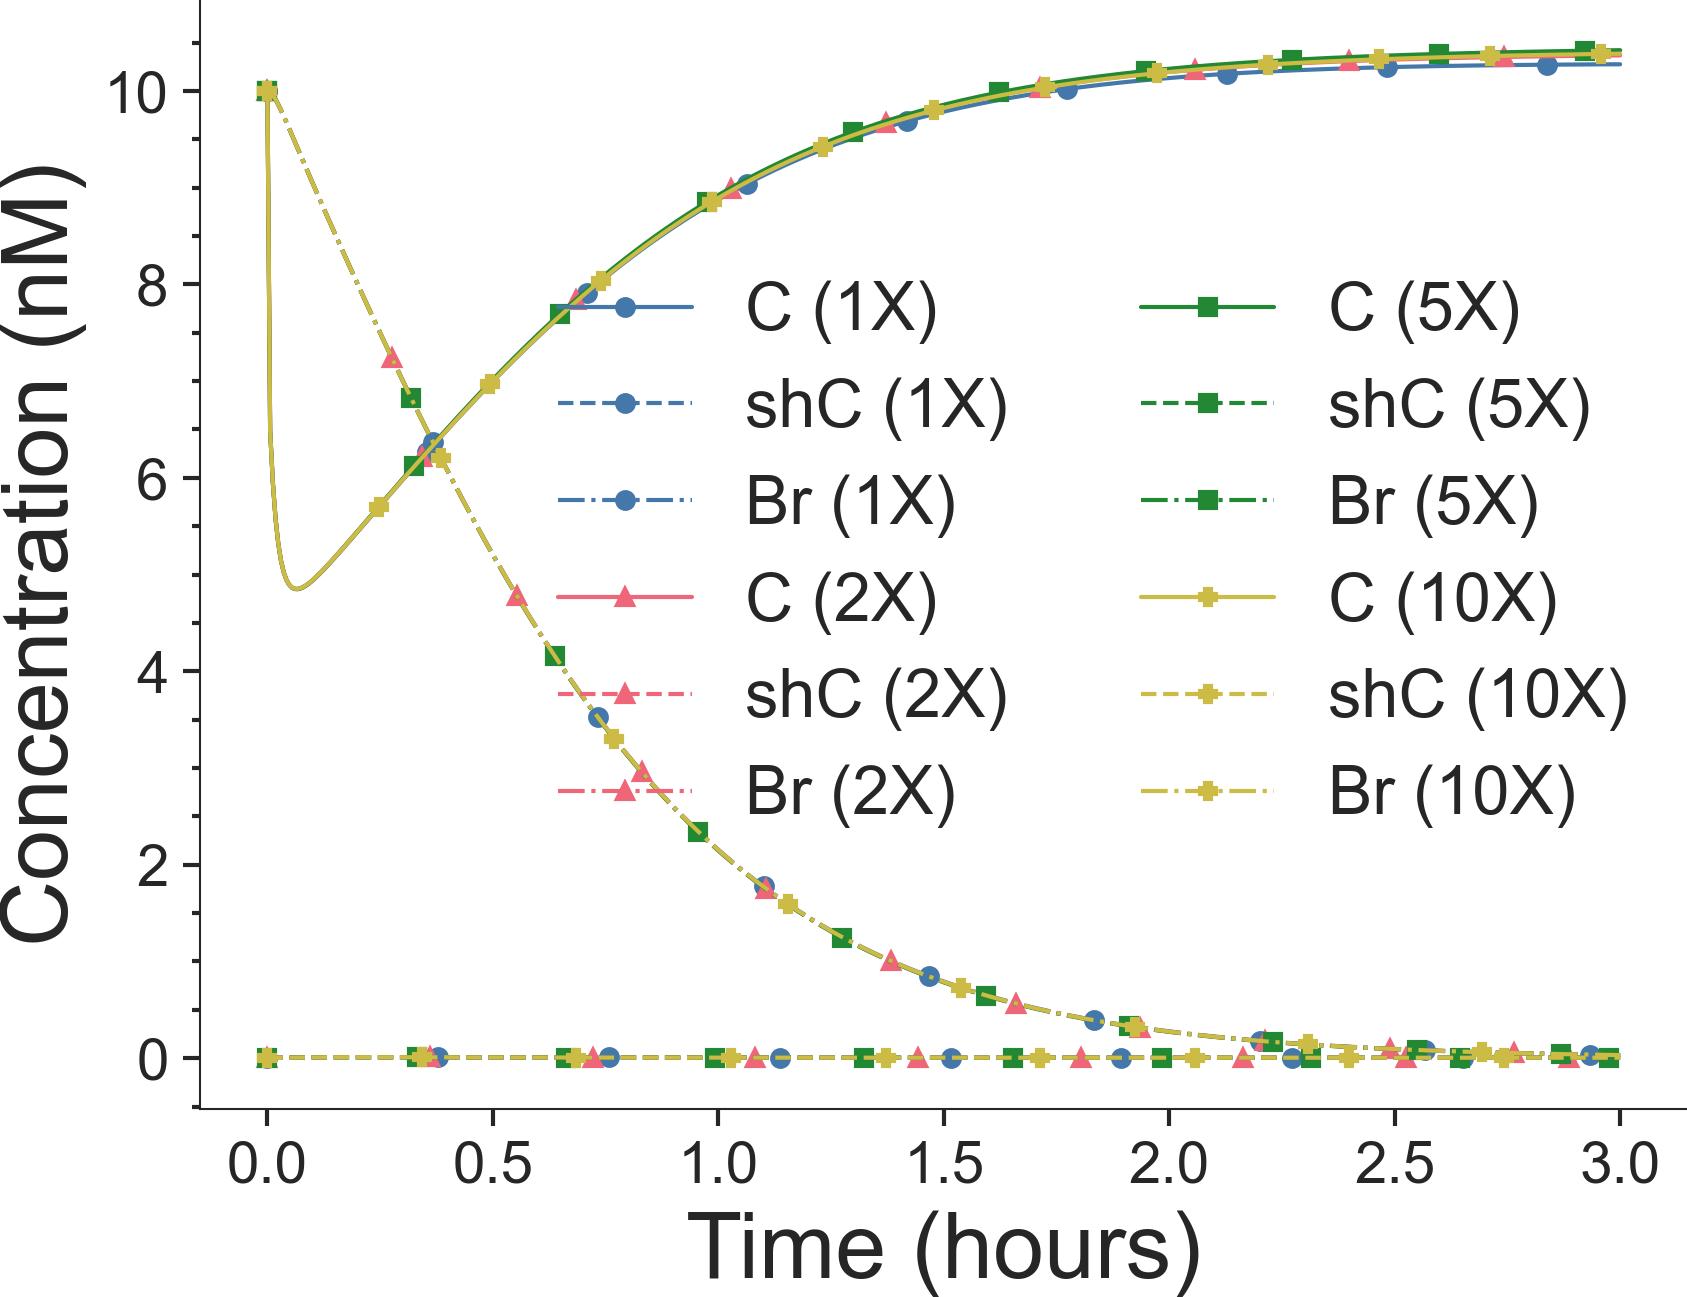 Concentration (nM)
10
8
6
4
2
0
C (1X)
shC (1X)
Br (1X)
C (2X)
shC (2X)
Br (2X)
C (5X)
shC (5X)
Br (5X)
C (10X)
shC (10X)
Br (10X)
0.0 0.5 1.0 1.5 2.0 2.5 3.0
Time (hours)